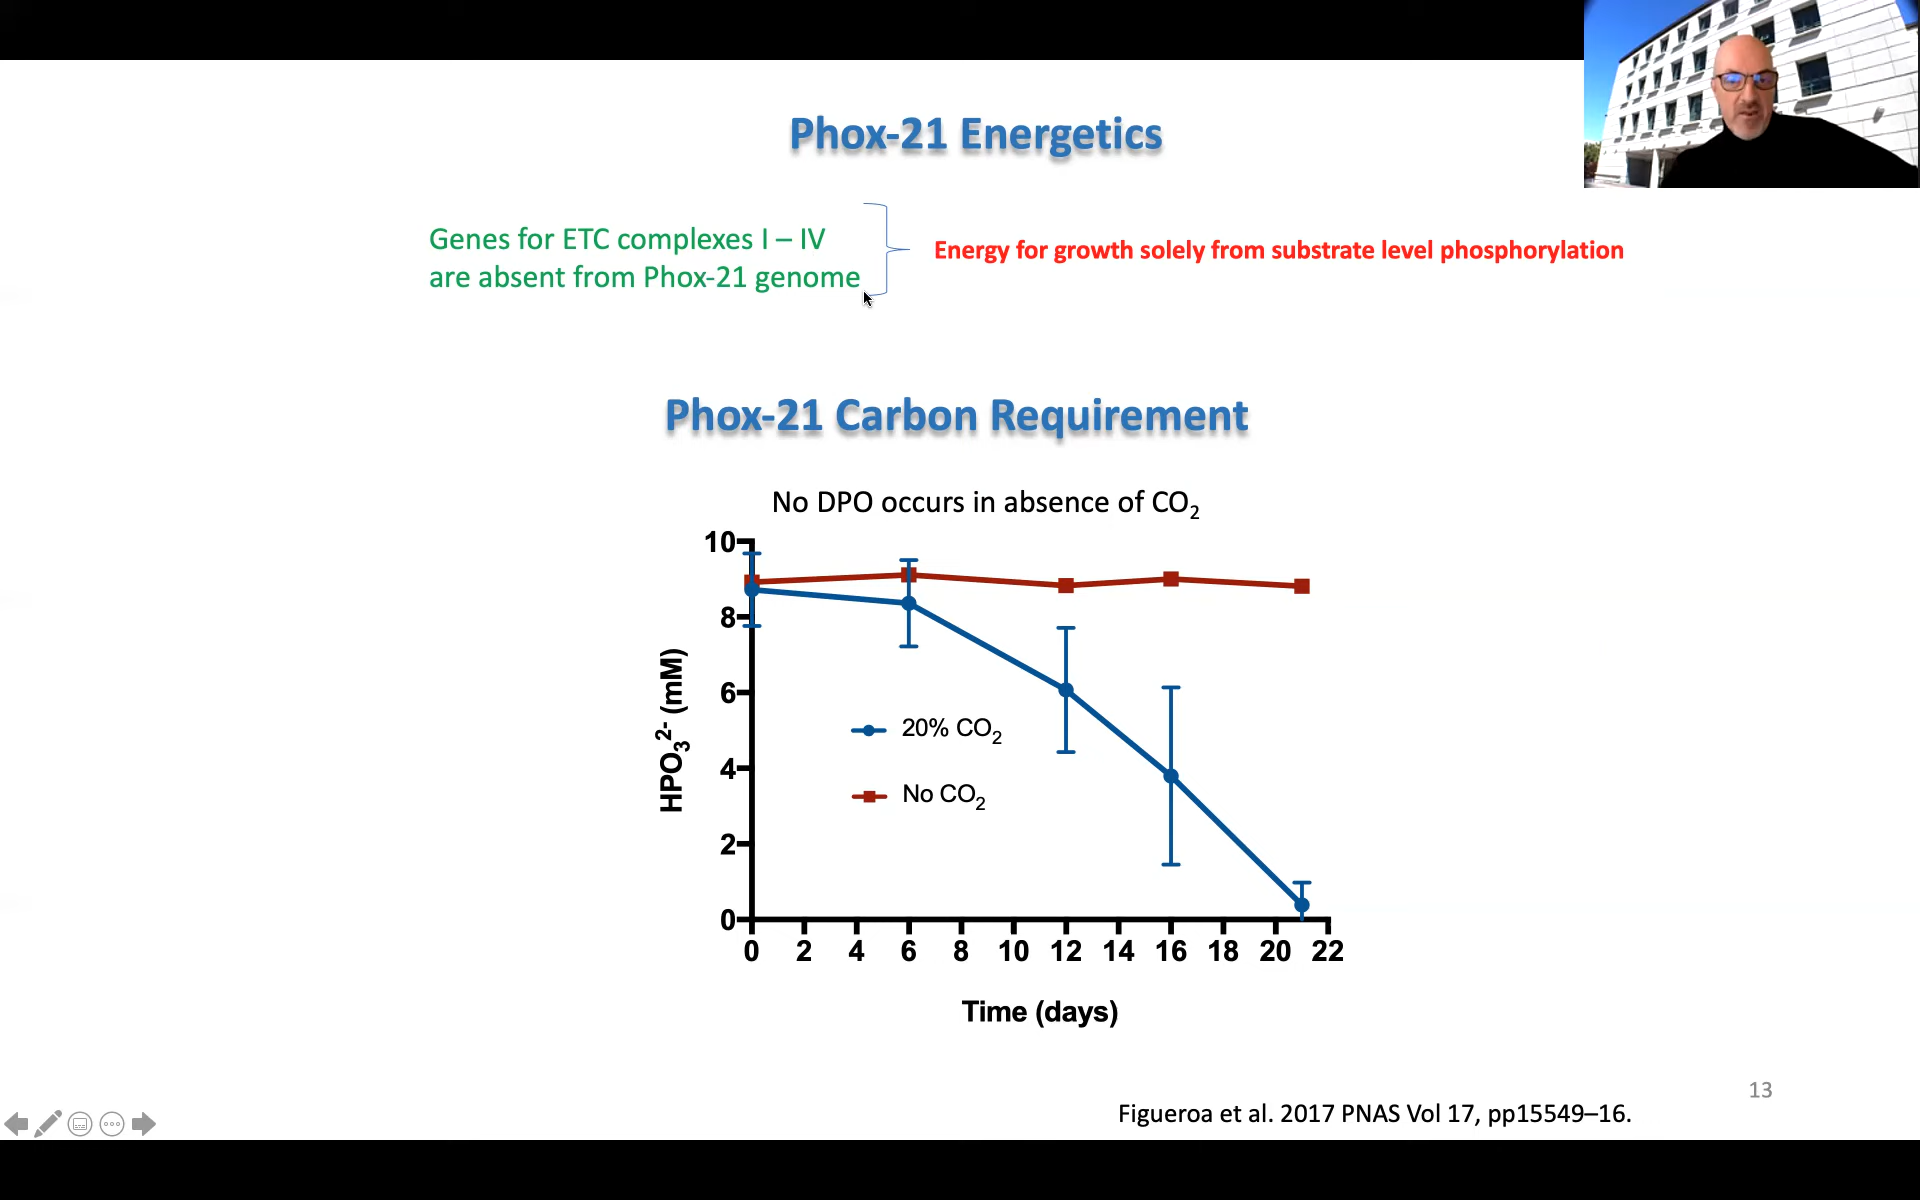 Phox-21 Energetics
Genes for ETC complexes I – IV
are absent from Phox-21 genome
Energy for growth solely from substrate level phosphorylation
Phox-21 Carbon Requirement
No DPO occurs in absence of CO₂
10
8
6
4
2
0
HPO₃²⁻ (mM)
20% CO₂
No CO₂
0 2 4 6 8 10 12 14 16 18 20 22
Time (days)
13
Figueroa et al. 2017 PNAS Vol 17, pp15549–16.